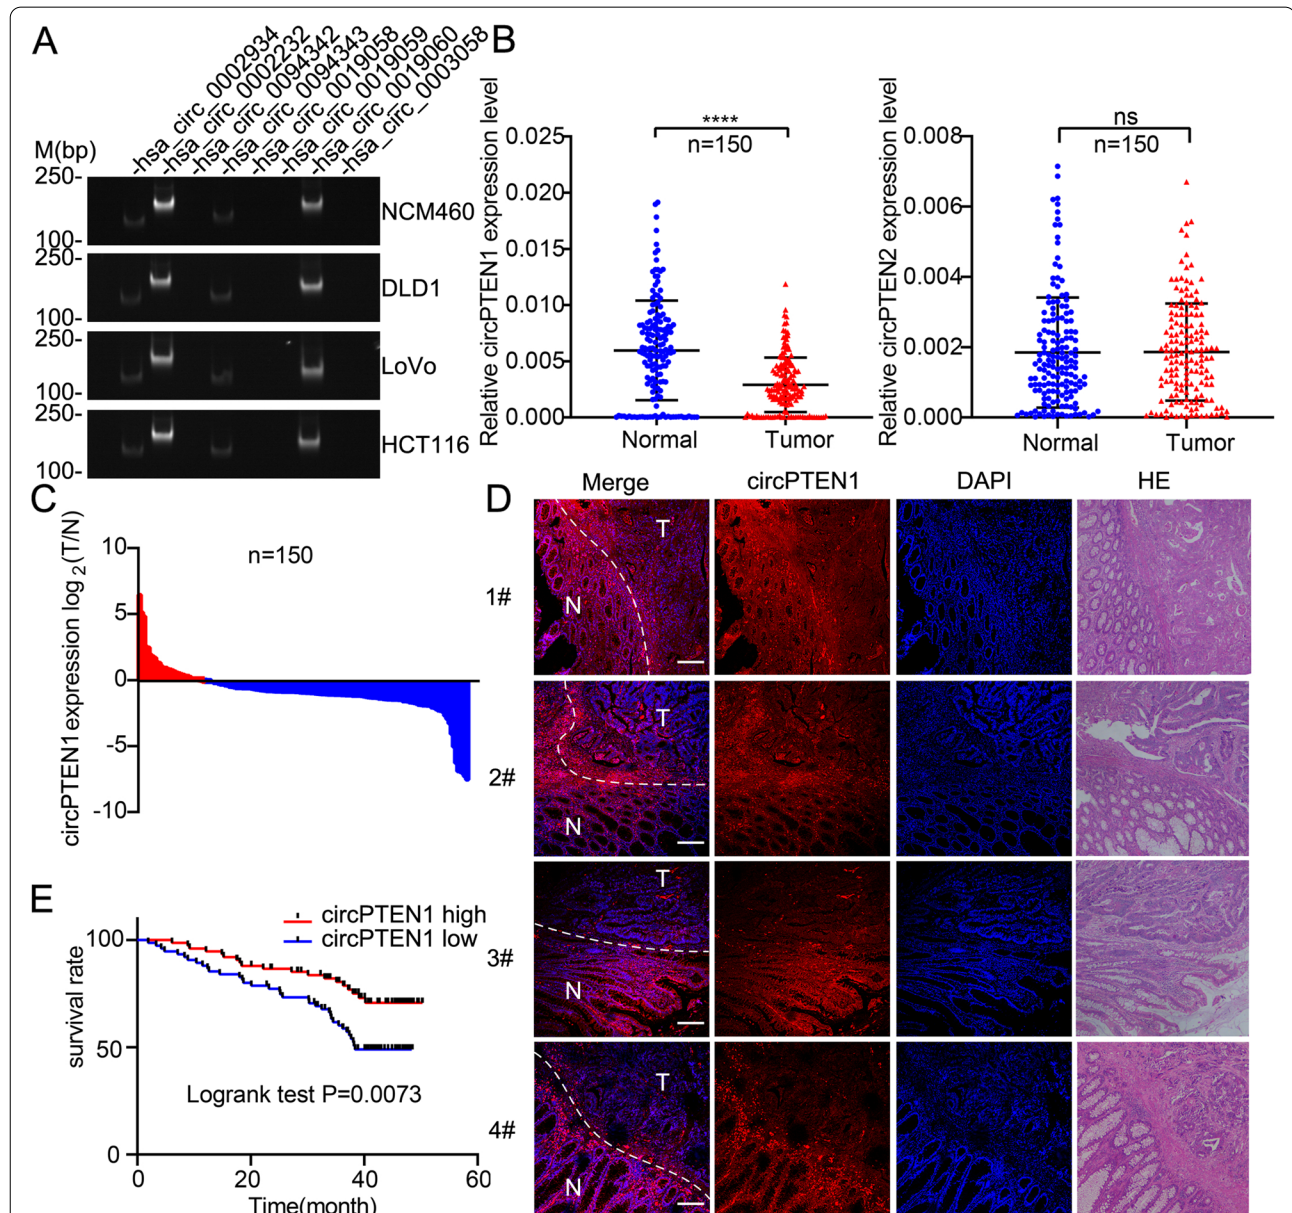 A
-hsa_circ_0002934
-hsa_circ_0002232
-hsa_circ_0094342
-hsa_circ_0094343
-hsa_circ_0019058
-hsa_circ_0019059
-hsa_circ_0019060
-hsa_circ_0003058
M(bp)
250-
100-
NCM460
250-
100-
DLD1
250-
100-
LoVo
250-
100-
HCT116
B
Relative circPTEN1 expression level
0.025
0.020
0.015
0.010
0.005
0.000
****
n=150
Normal
Tumor
Relative circPTEN2 expression level
0.008
0.006
0.004
0.002
0.000
ns
n=150
Normal
Tumor
C
circPTEN1 expression log2(T/N)
10
5
0
-5
-10
n=150
D
Merge
circPTEN1
DAPI
HE
1#
T
N
2#
T
N
3#
T
N
4#
T
N
E
survival rate
100
50
0
circPTEN1 high
circPTEN1 low
Logrank test P=0.0073
0
20
40
60
Time(month)